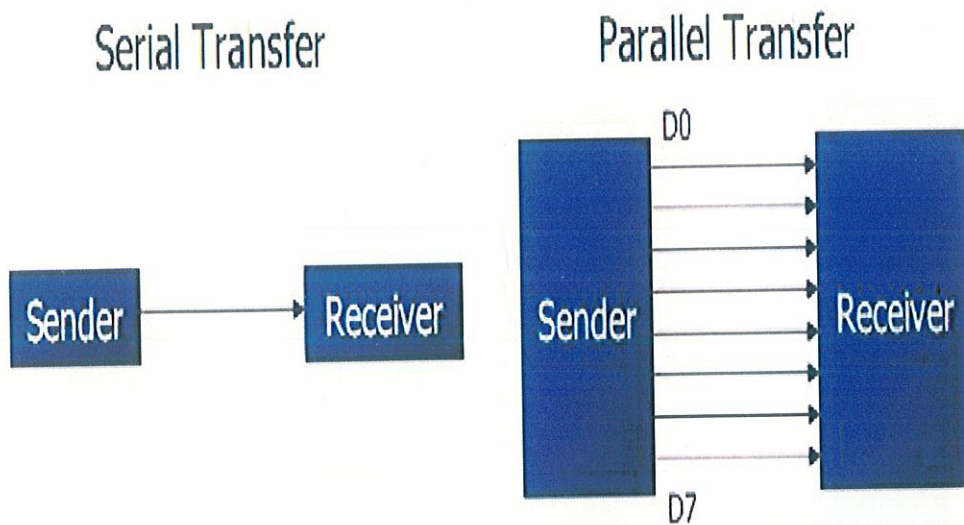 Serial Transfer
Sender
Receiver
Parallel Transfer
D0
Sender
Receiver
D7